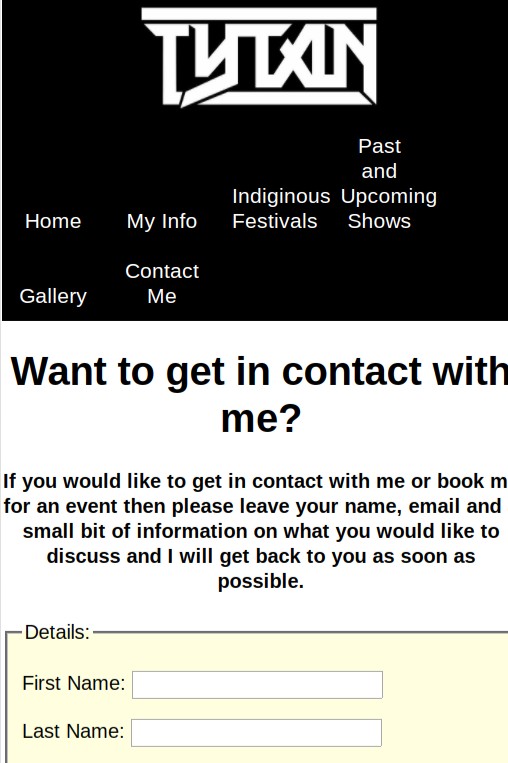 TYTAN
Past
and
Indiginous Upcoming
Home My Info Festivals Shows
Contact
Gallery Me
Want to get in contact with
me?
If you would like to get in contact with me or book m
for an event then please leave your name, email and
small bit of information on what you would like to
discuss and I will get back to you as soon as
possible.
Details:
First Name:
Last Name: